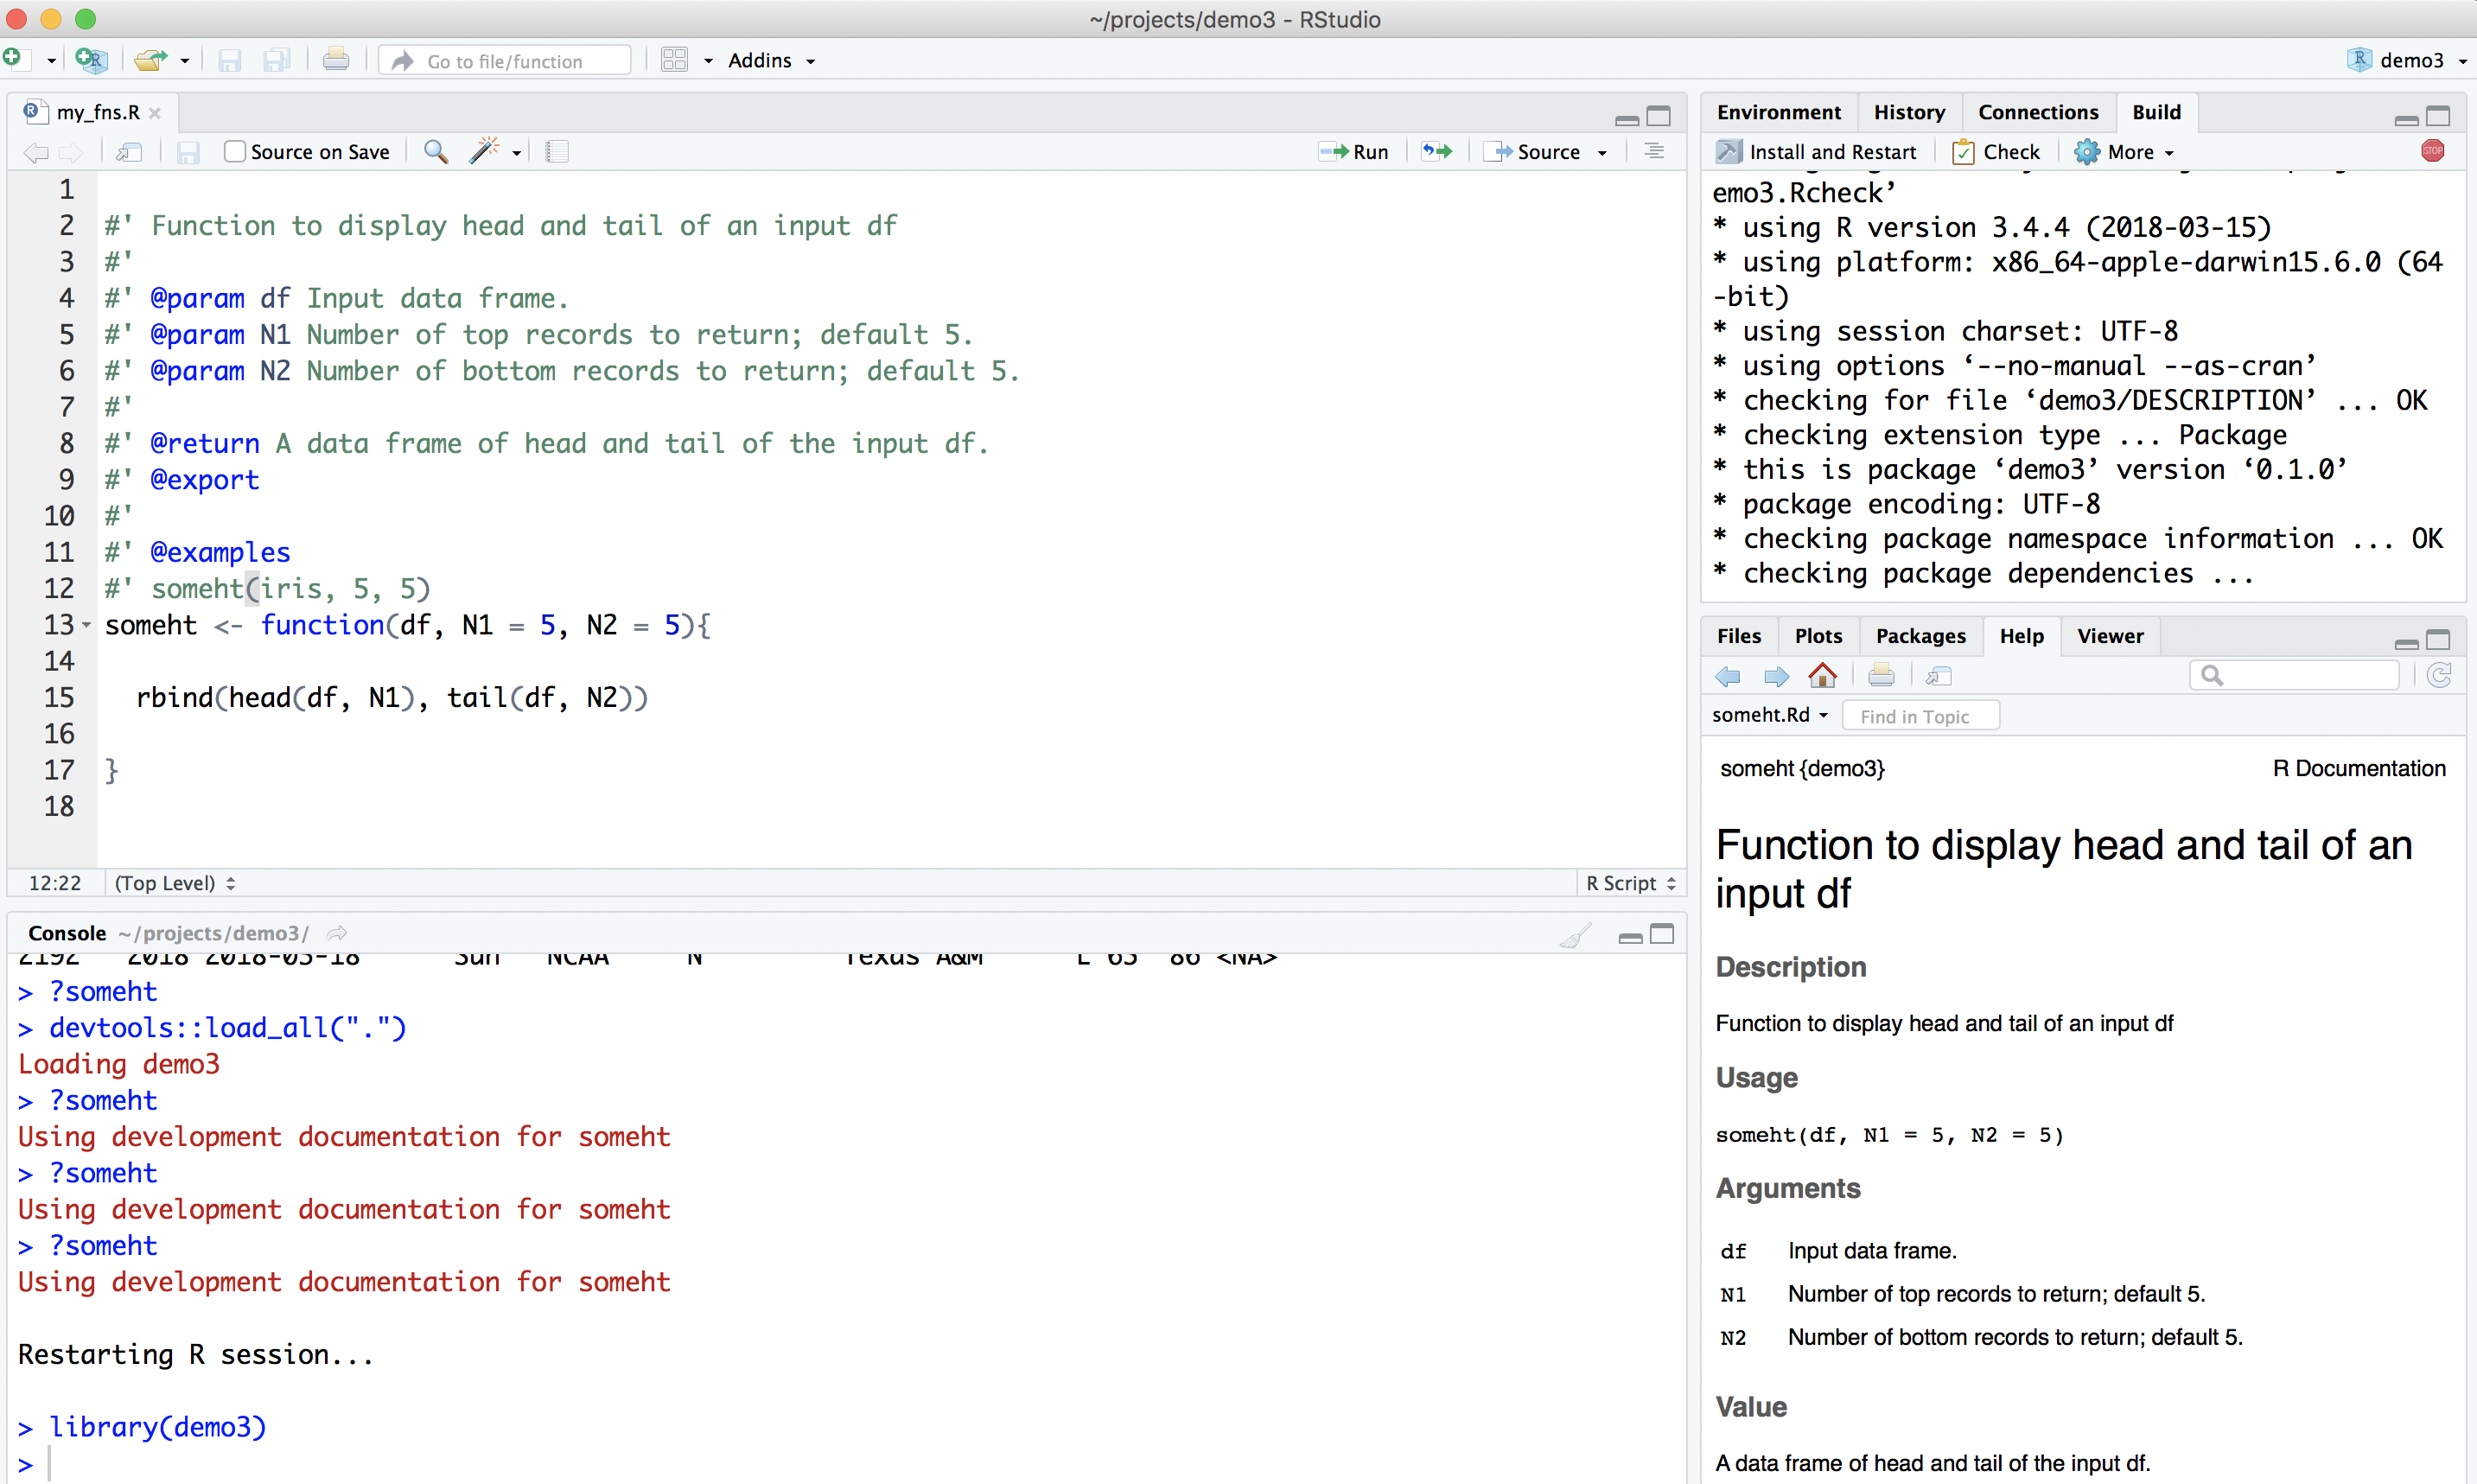 ~/projects/demo3 - RStudio
Go to file/function
Addins
demo3
my_fns.R
Source on Save
Run
Source
1
2 #' Function to display head and tail of an input df
3 #'
4 #' @param df Input data frame.
5 #' @param N1 Number of top records to return; default 5.
6 #' @param N2 Number of bottom records to return; default 5.
7 #'
8 #' @return A data frame of head and tail of the input df.
9 #' @export
10 #'
11 #' @examples
12 #' someht(iris, 5, 5)
13 someht <- function(df, N1 = 5, N2 = 5){
14
15 rbind(head(df, N1), tail(df, N2))
16
17 }
18
12:22 (Top Level) R Script
Console ~/projects/demo3/
2192 2018 2018-03-18 Sun NCAA N Texas A&M L 65 86 <NA>
> ?someht
> devtools::load_all(".")
Loading demo3
> ?someht
Using development documentation for someht
> ?someht
Using development documentation for someht
> ?someht
Using development documentation for someht
Restarting R session...
> library(demo3)
>
Environment History Connections Build
Install and Restart Check More STOP
emo3.Rcheck’
* using R version 3.4.4 (2018-03-15)
* using platform: x86_64-apple-darwin15.6.0 (64
-bit)
* using session charset: UTF-8
* using options ‘--no-manual --as-cran’
* checking for file ‘demo3/DESCRIPTION’ ... OK
* checking extension type ... Package
* this is package ‘demo3’ version ‘0.1.0’
* package encoding: UTF-8
* checking package namespace information ... OK
* checking package dependencies ...
Files Plots Packages Help Viewer
someht.Rd Find in Topic
someht {demo3} R Documentation
Function to display head and tail of an
input df
Description
Function to display head and tail of an input df
Usage
someht(df, N1 = 5, N2 = 5)
Arguments
df Input data frame.
N1 Number of top records to return; default 5.
N2 Number of bottom records to return; default 5.
Value
A data frame of head and tail of the input df.